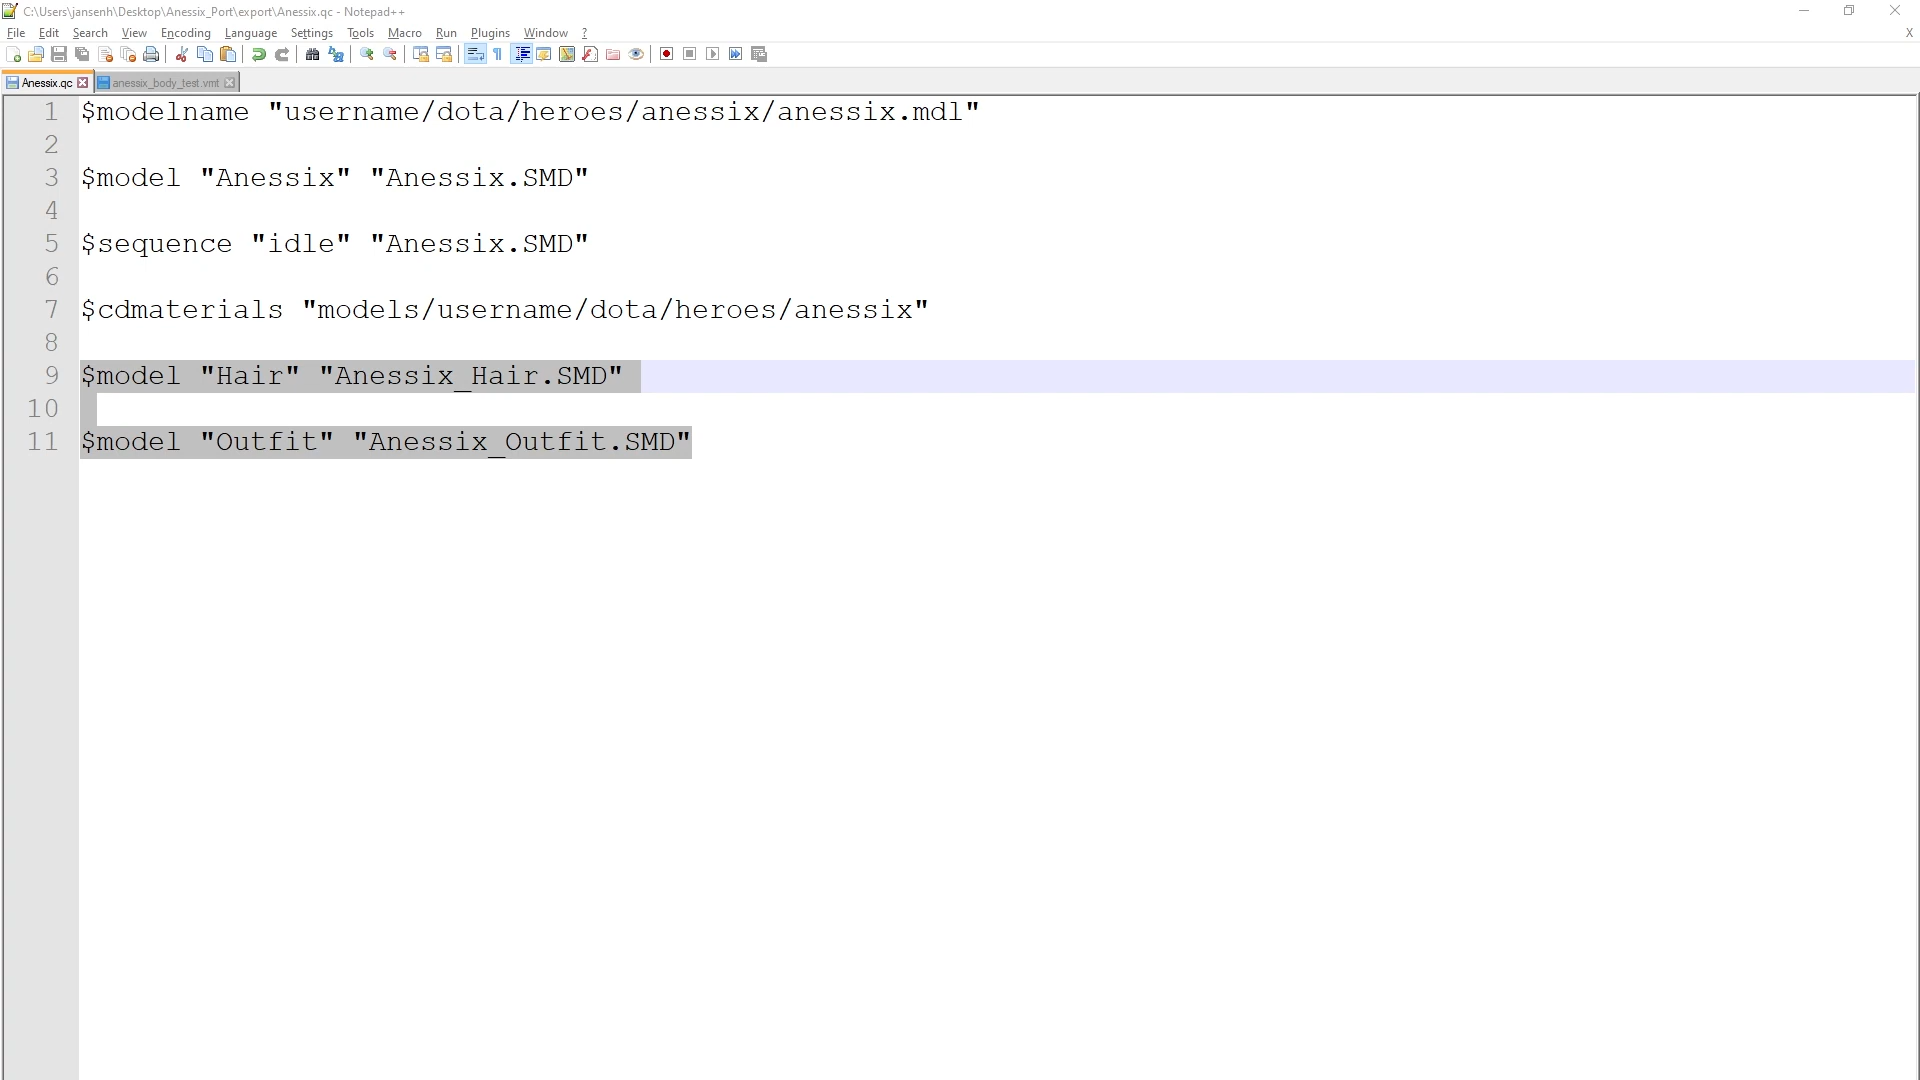 C:\Users\jansenh\Desktop\Anessix_Port\export\Anessix.qc - Notepad++
File Edit Search View Encoding Language Settings Tools Macro Run Plugins Window ? X
Anessix.qc anessix_body_test.vmt
1 $modelname "username/dota/heroes/anessix/anessix.mdl"
2
3 $model "Anessix" "Anessix.SMD"
4
5 $sequence "idle" "Anessix.SMD"
6
7 $cdmaterials "models/username/dota/heroes/anessix"
8
9 $model "Hair" "Anessix_Hair.SMD"
10
11 $model "Outfit" "Anessix_Outfit.SMD"